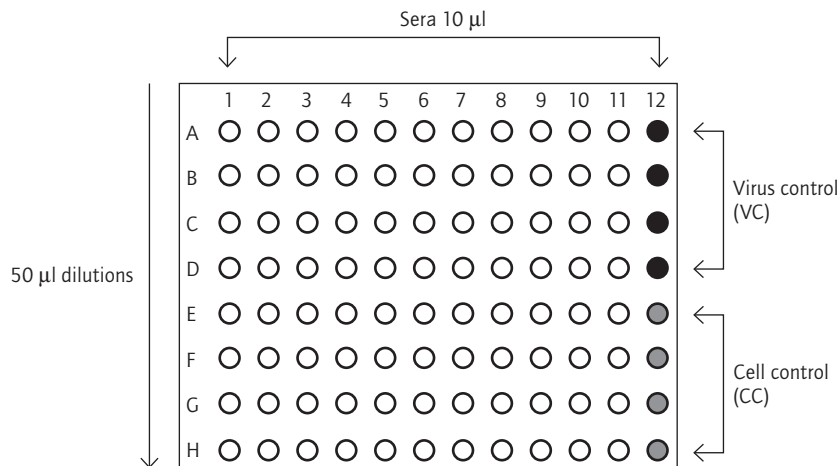 Sera 10 μl
1 2 3 4 5 6 7 8 9 10 11 12
A
B
Virus control
(VC)
C
D
50 μl dilutions
E
F
Cell control
(CC)
G
H